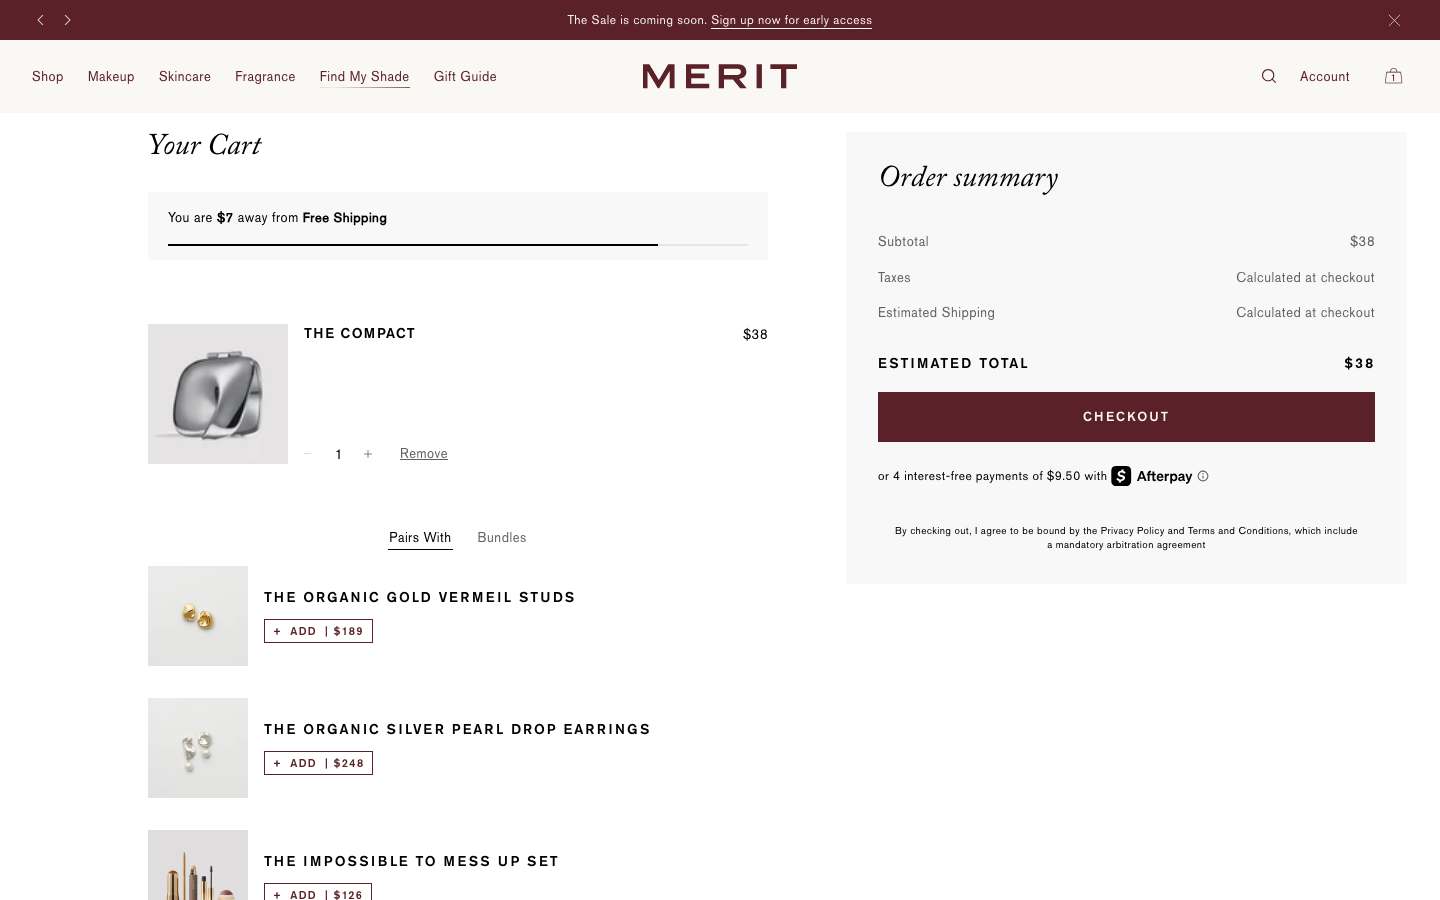 The Sale is coming soon. Sign up now for early access
Shop Makeup Skincare Fragrance Find My Shade Gift Guide
MERIT
Account
1
Your Cart
You are $7 away from Free Shipping
THE COMPACT
$38
− 1 + Remove
Pairs With Bundles
THE ORGANIC GOLD VERMEIL STUDS
+ ADD | $189
THE ORGANIC SILVER PEARL DROP EARRINGS
+ ADD | $248
THE IMPOSSIBLE TO MESS UP SET
+ ADD | $126
Order summary
Subtotal $38
Taxes Calculated at checkout
Estimated Shipping Calculated at checkout
ESTIMATED TOTAL $38
CHECKOUT
or 4 interest-free payments of $9.50 with $ Afterpay
By checking out, I agree to be bound by the Privacy Policy and Terms and Conditions, which include
a mandatory arbitration agreement